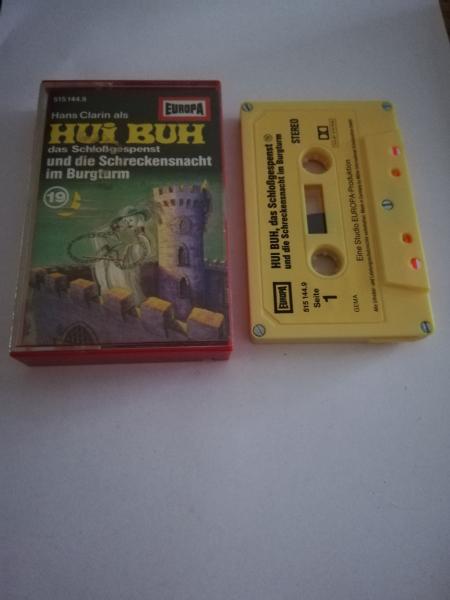 515 144.9
EUROPA
Hans Clarin als
HUI BUH
das Schloßgespenst
und die Schreckensnacht
im Burgturm
19
HUI BUH, das Schloßgespenst 19
und die Schreckensnacht im Burgturm
STEREO
EUROPA
515 144.9
Seite
1
GEMA
Eine Studio EUROPA-Produktion